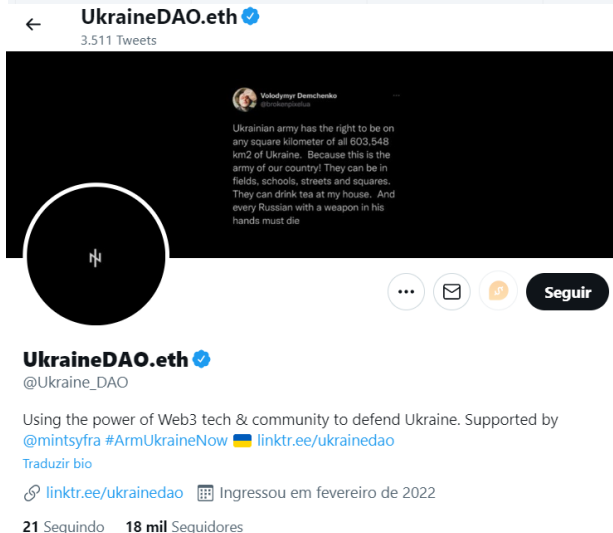 UkraineDAO.eth
3.511 Tweets
Volodymyr Demchenko
@brokenpixelua
Ukrainian army has the right to be on
any square kilometer of all 603,548
km2 of Ukraine. Because this is the
army of our country! They can be in
fields, schools, streets and squares.
They can drink tea at my house. And
every Russian with a weapon in his
hands must die
Seguir
UkraineDAO.eth
@Ukraine_DAO
Using the power of Web3 tech & community to defend Ukraine. Supported by
@mintsyfra #ArmUkraineNow 🇺🇦 linktr.ee/ukrainedao
Traduzir bio
linktr.ee/ukrainedao Ingressou em fevereiro de 2022
21 Seguindo 18 mil Seguidores